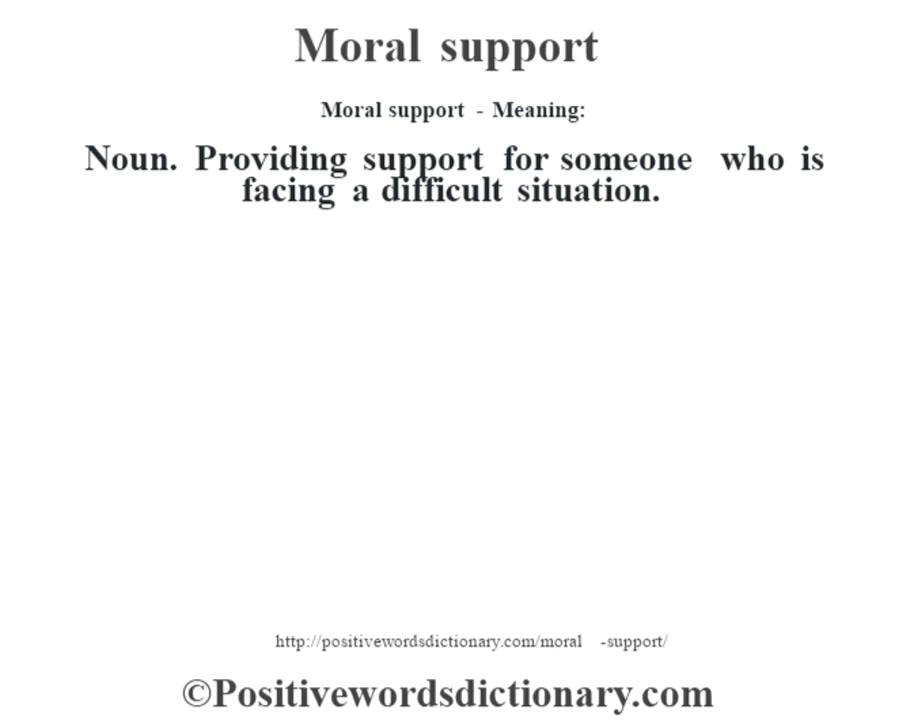 Moral support
Moral support - Meaning:
Noun. Providing support for someone who is
facing a difficult situation.
http://positivewordsdictionary.com/moral -support/
©Positivewordsdictionary.com